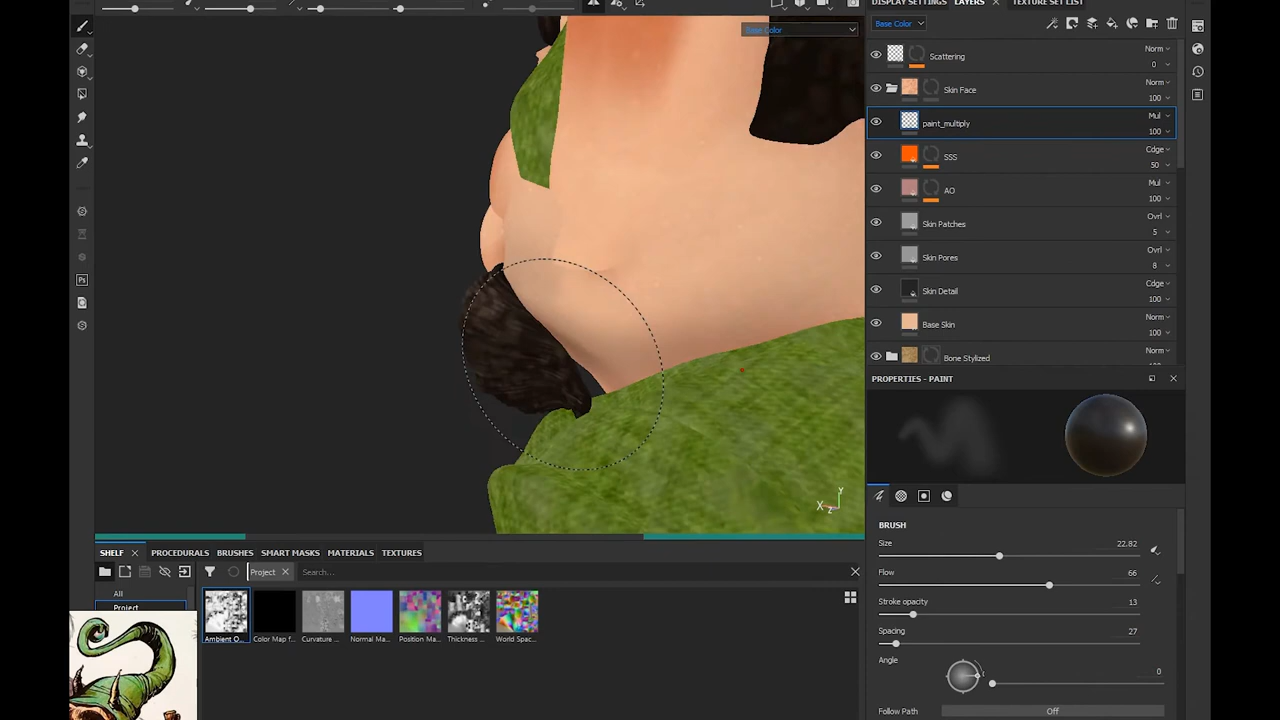 DISPLAY SETTINGS LAYERS × TEXTURE SET LIST
Base Color
Base Color
Scattering
Norm
0
Skin Face
Norm
100
paint_multiply
Mul
100
SSS
Cdge
50
AO
Mul
100
Skin Patches
Ovrl
5
Skin Pores
Ovrl
8
Skin Detail
Cdge
100
Base Skin
Norm
100
Bone Stylized
Norm
PROPERTIES - PAINT
Ps
X
Y
Z
BRUSH
Size
22.82
Flow
66
Stroke opacity
13
Spacing
27
Angle
0
Follow Path
Off
SHELF × PROCEDURALS BRUSHES SMART MASKS MATERIALS TEXTURES
Project × Search...
All
Project
Ambient O... Color Map f... Curvature ... Normal Ma... Position Ma... Thickness ... World Spac...